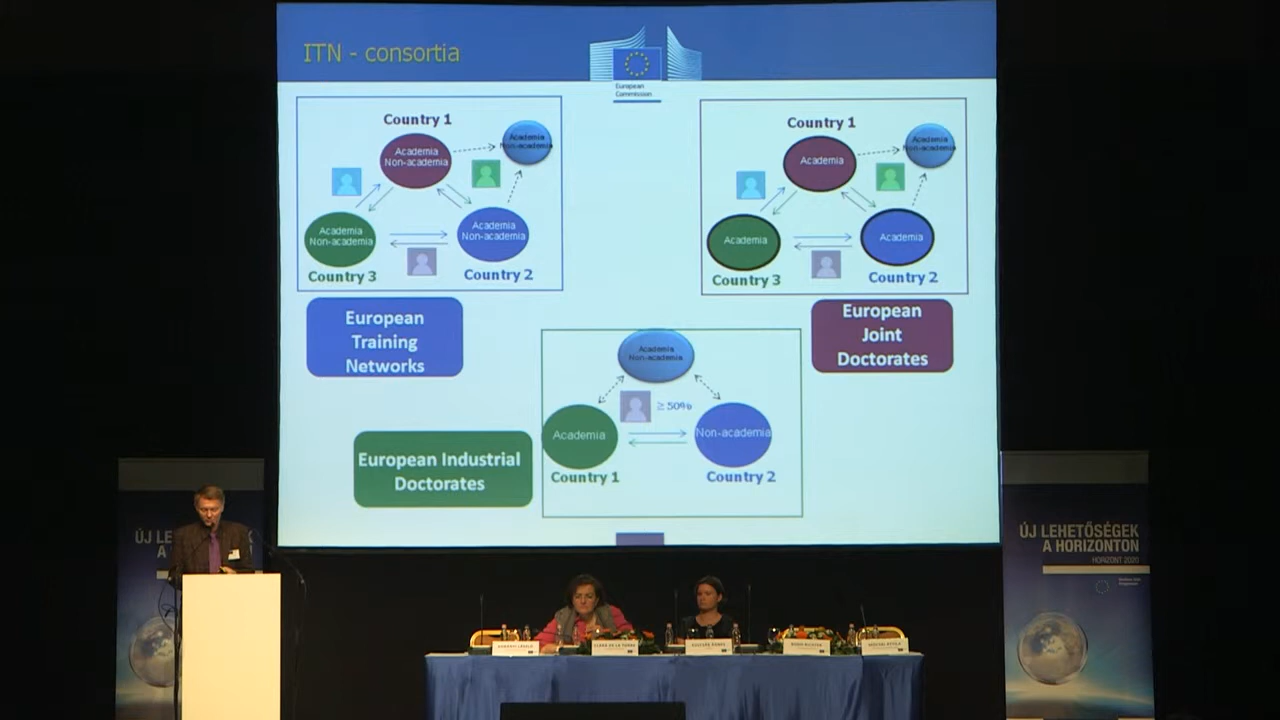 ITN - consortia
European
Commission
Country 1
Academia
Non-academia
Academia
Non-academia
Academia
Non-academia
Academia
Non-academia
Country 3
Country 2
European
Training
Networks
Country 1
Academia
Academia
Non-academia
Academia
Academia
Country 3
Country 2
European
Joint
Doctorates
Academia
Non-academia
≥ 50%
Academia
Non-academia
Country 1
Country 2
European Industrial
Doctorates
ÚJ LE
A
ÚJ LEHETŐSÉGEK
A HORIZONTON
HORIZONT 2020